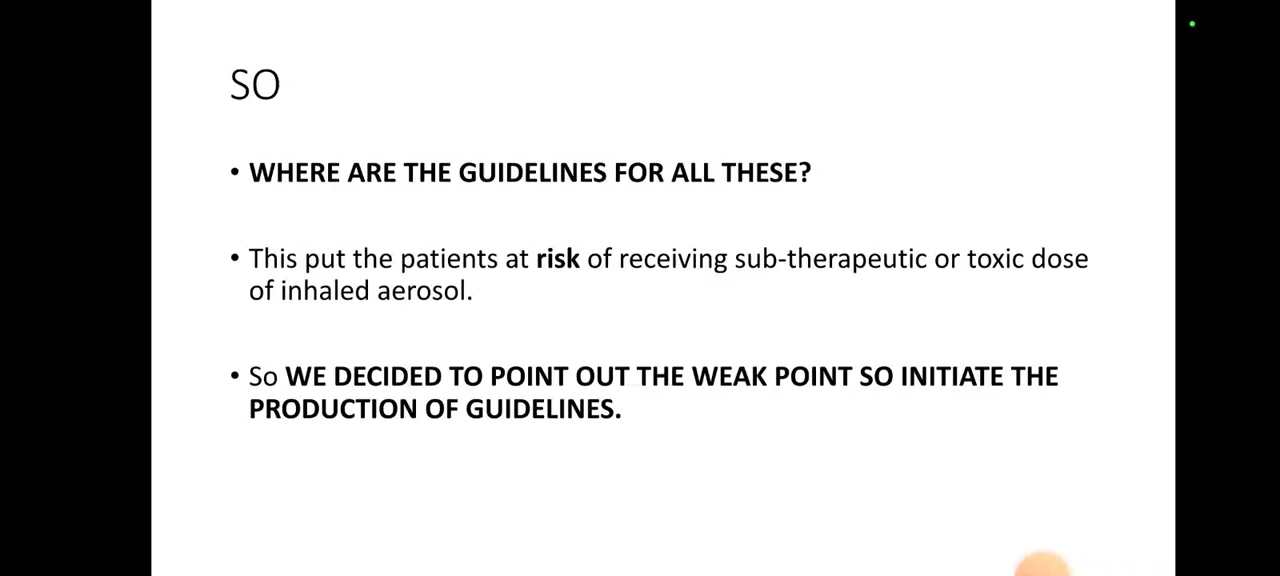 SO
• WHERE ARE THE GUIDELINES FOR ALL THESE?
• This put the patients at risk of receiving sub-therapeutic or toxic dose
of inhaled aerosol.
• So WE DECIDED TO POINT OUT THE WEAK POINT SO INITIATE THE
PRODUCTION OF GUIDELINES.